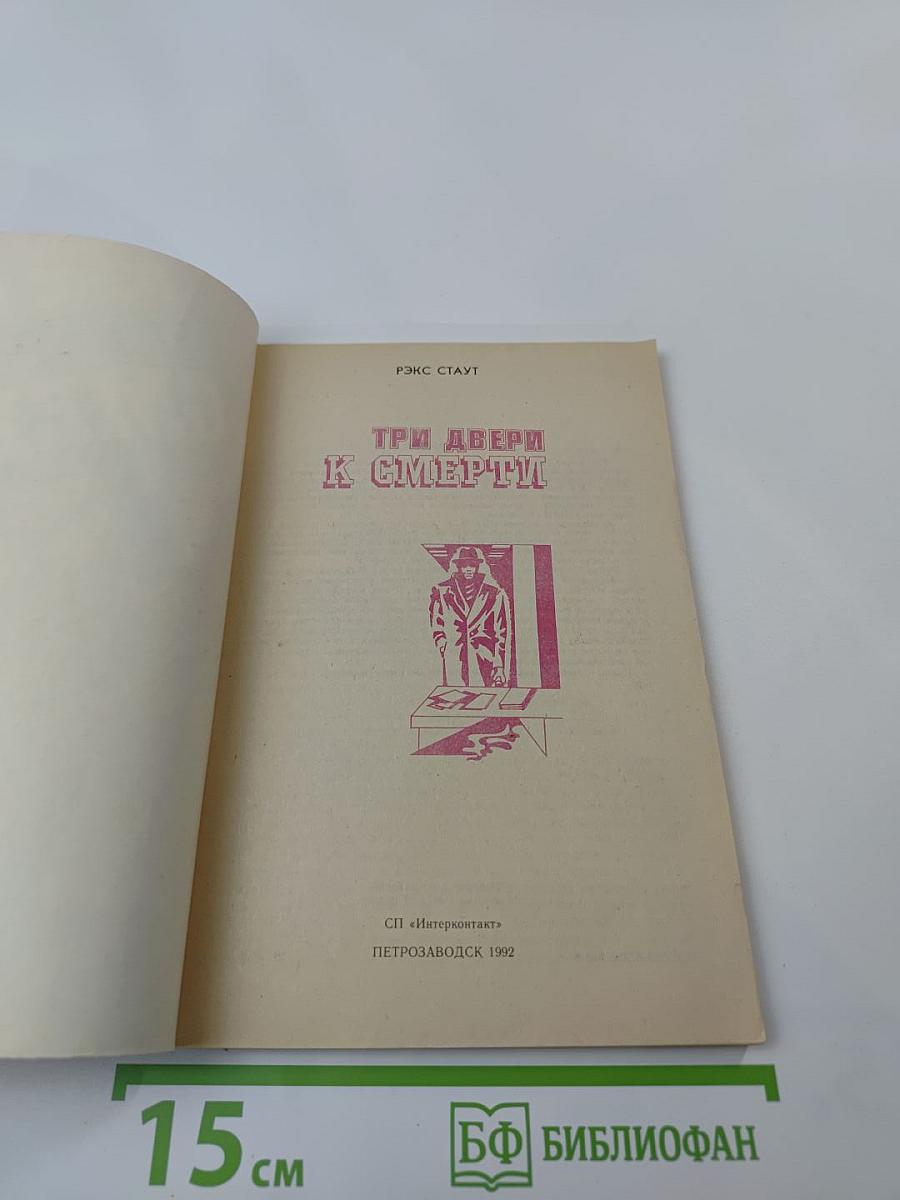 РЭКС СТАУТ
ТРИ ДВЕРИ
К СМЕРТИ
СП «Интерконтакт»
ПЕТРОЗАВОДСК 1992
15 см
БФ БИБЛИОФАН